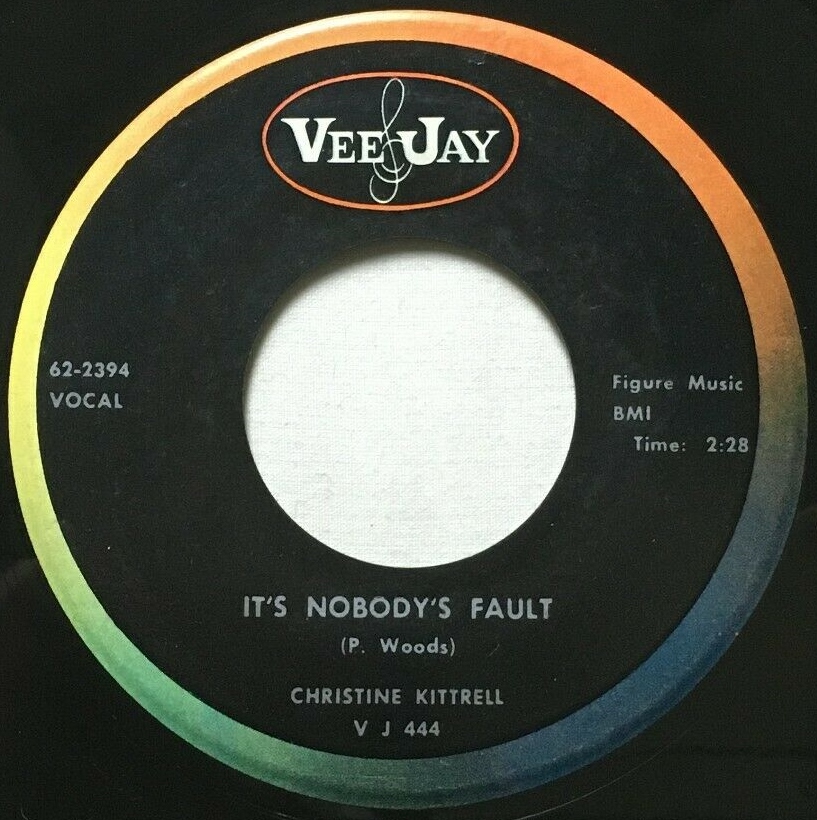 VEE JAY
62-2394
VOCAL
Figure Music
BMI
Time: 2:28
IT'S NOBODY'S FAULT
(P. Woods)
CHRISTINE KITTRELL
V J 444